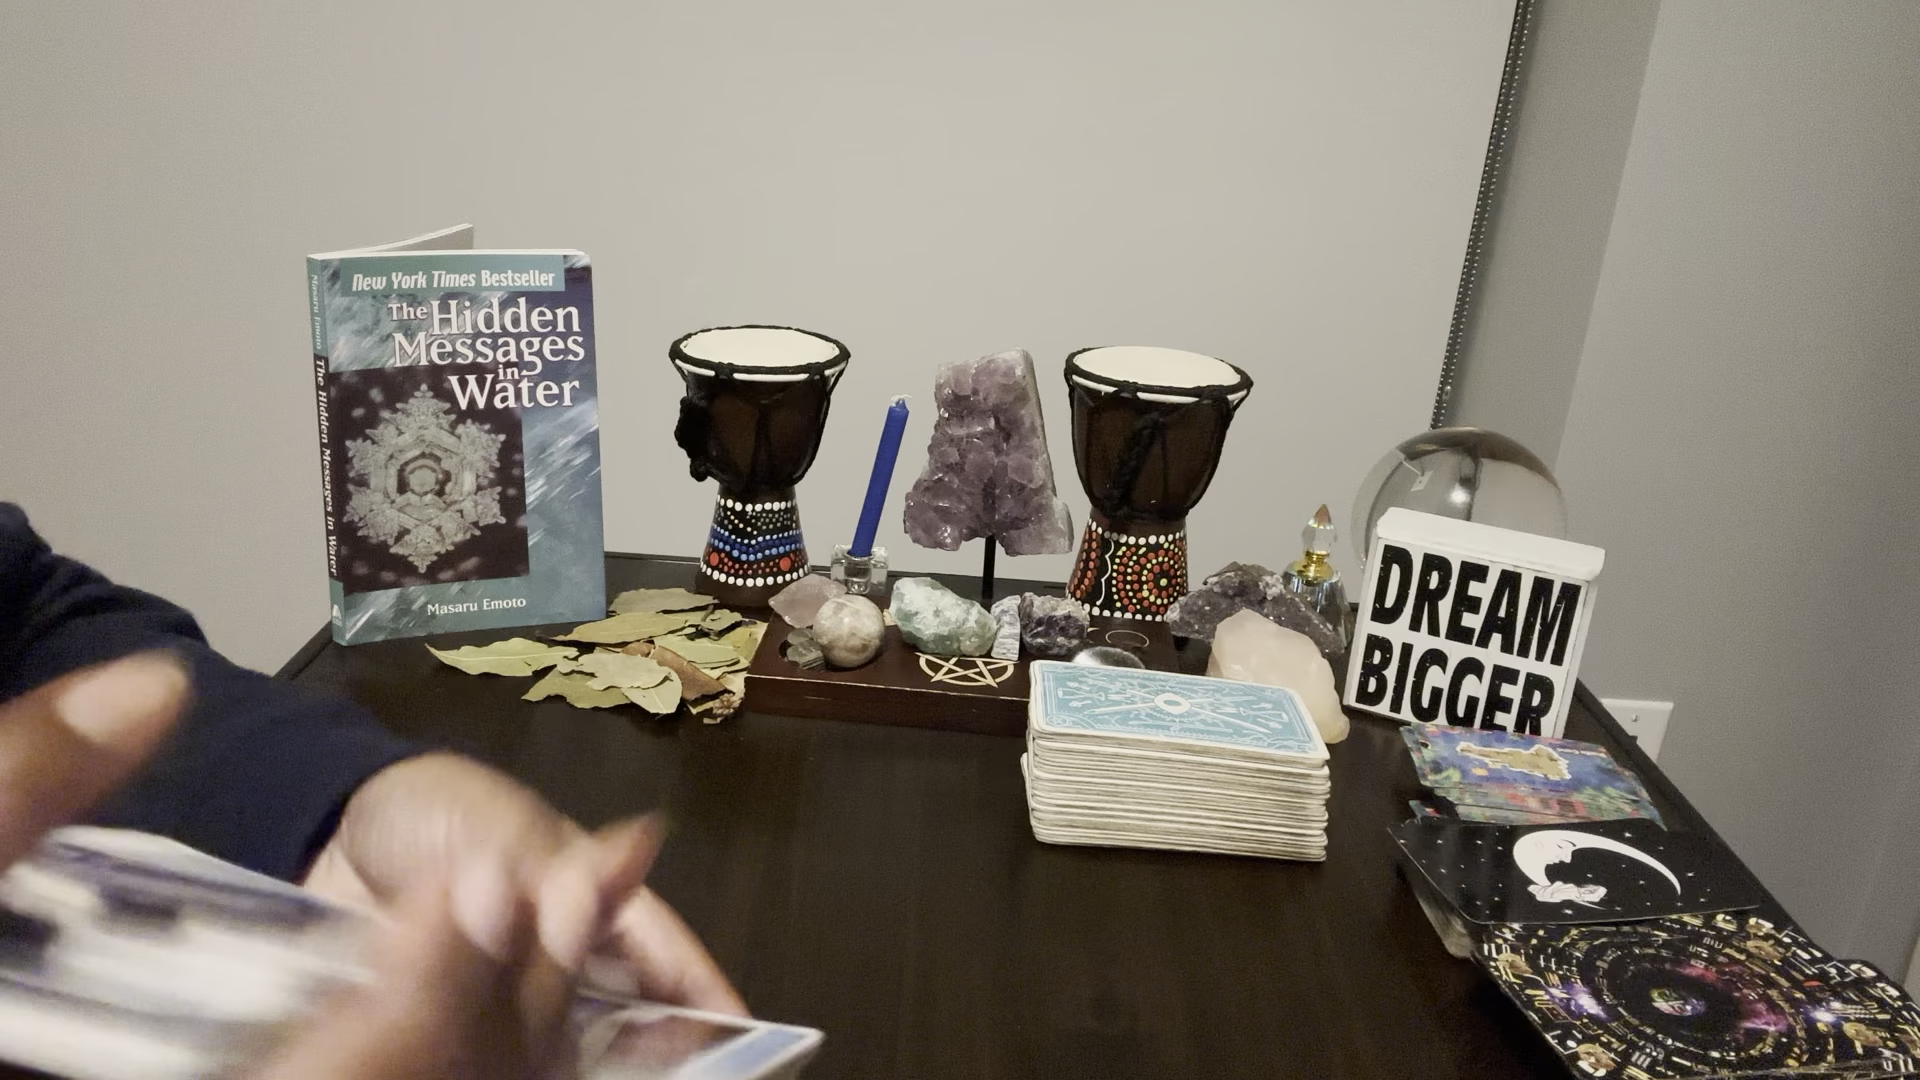 New York Times Bestseller
The Hidden
Messages
in
Water
Masaru Emoto
Masaru Emoto The Hidden Messages in Water
DREAM
BIGGER